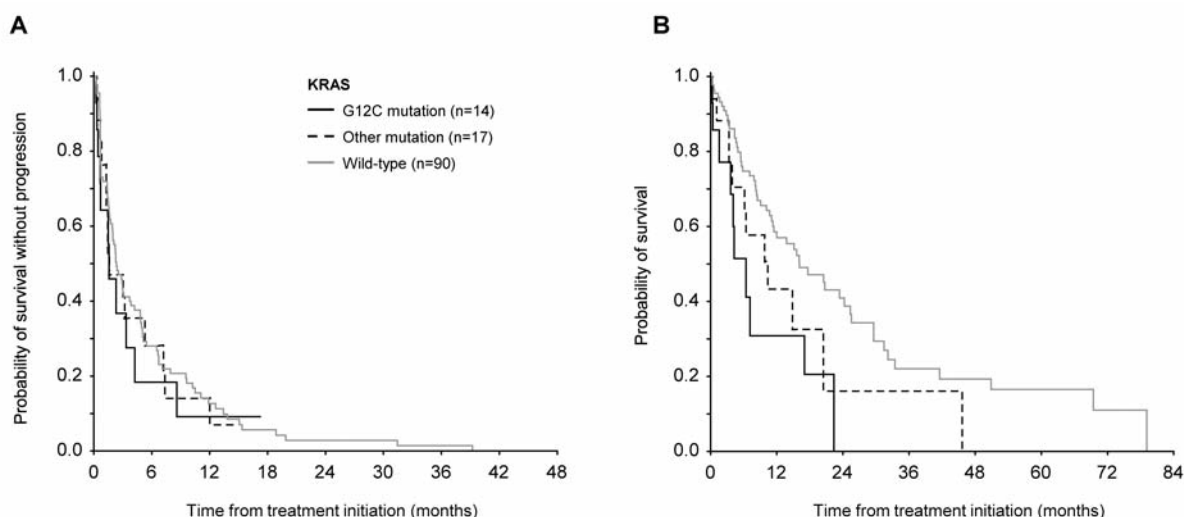 A
Probability of survival without progression
1.0
0.8
0.6
0.4
0.2
0.0
0 6 12 18 24 30 36 42 48
Time from treatment initiation (months)
KRAS
G12C mutation (n=14)
Other mutation (n=17)
Wild-type (n=90)
B
Probability of survival
1.0
0.8
0.6
0.4
0.2
0.0
0 12 24 36 48 60 72 84
Time from treatment initiation (months)